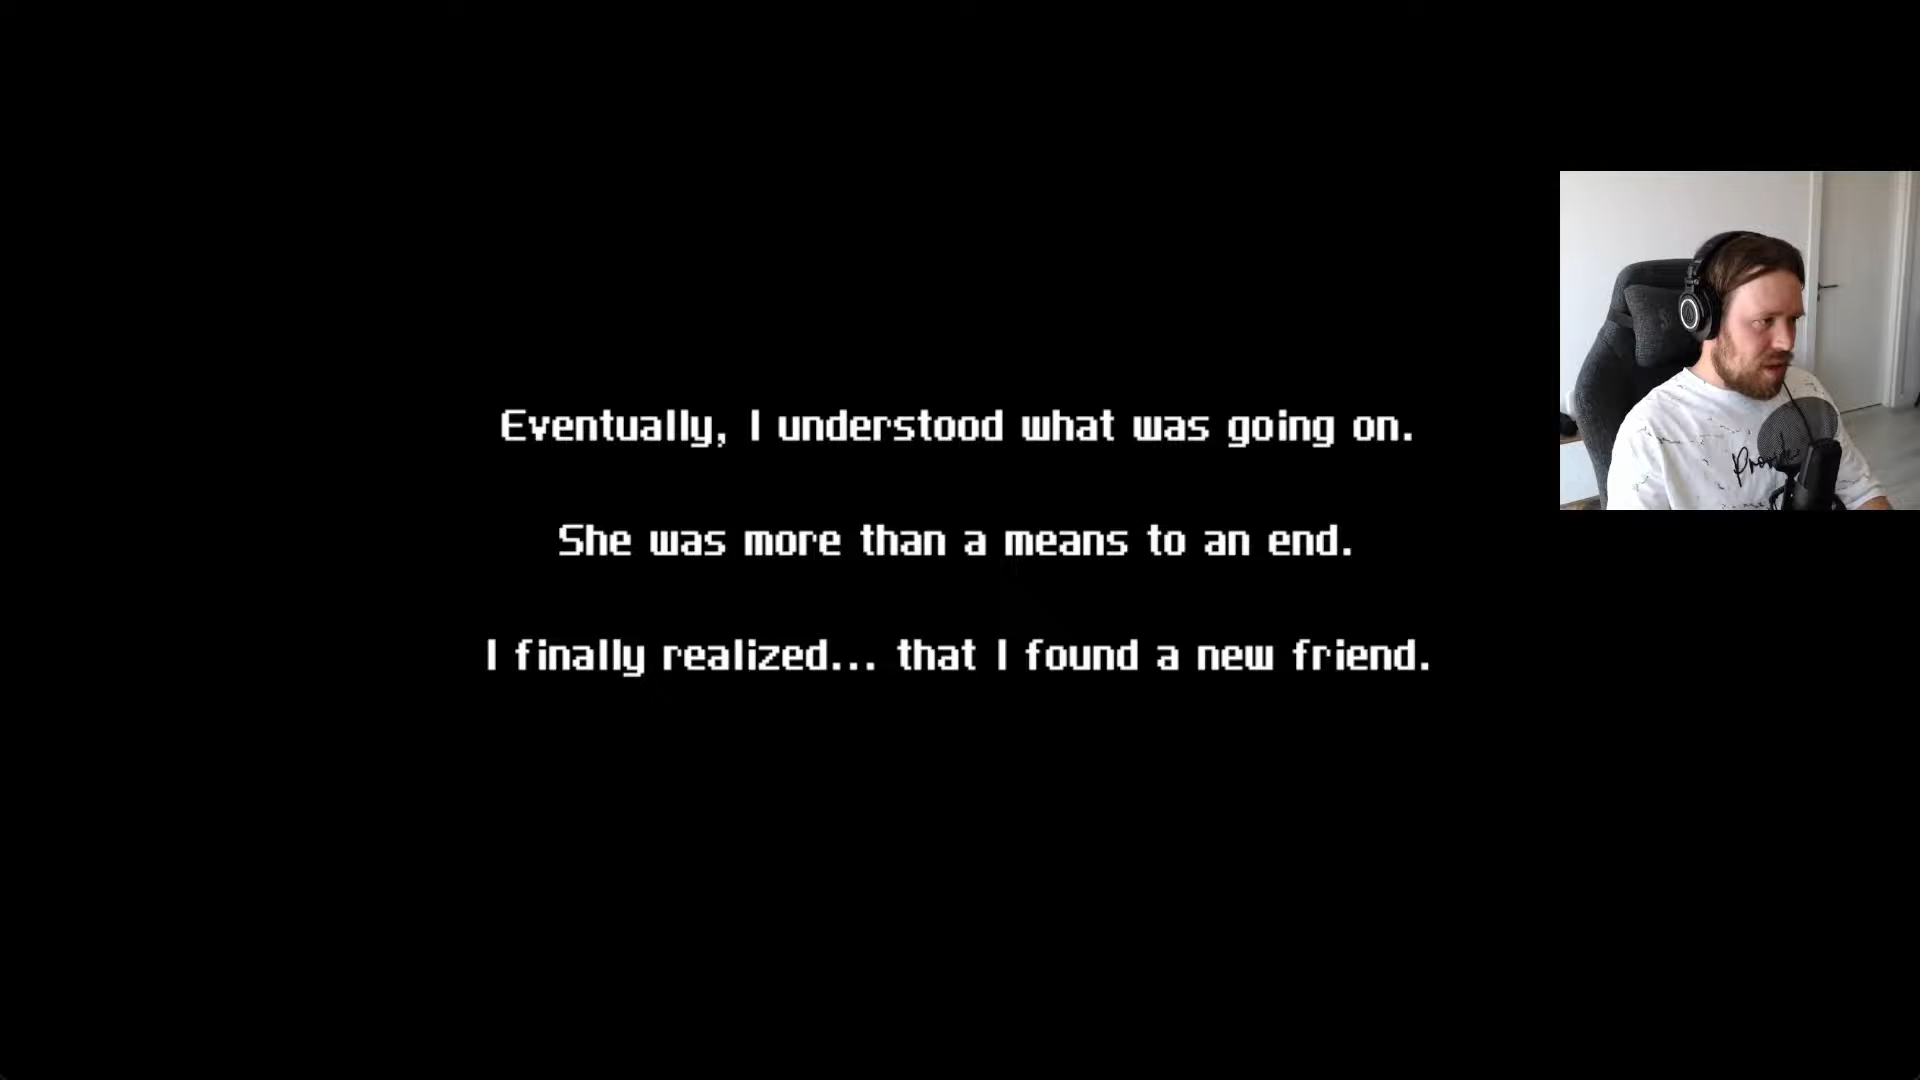 Eventually, I understood what was going on.
She was more than a means to an end.
I finally realized... that I found a new friend.